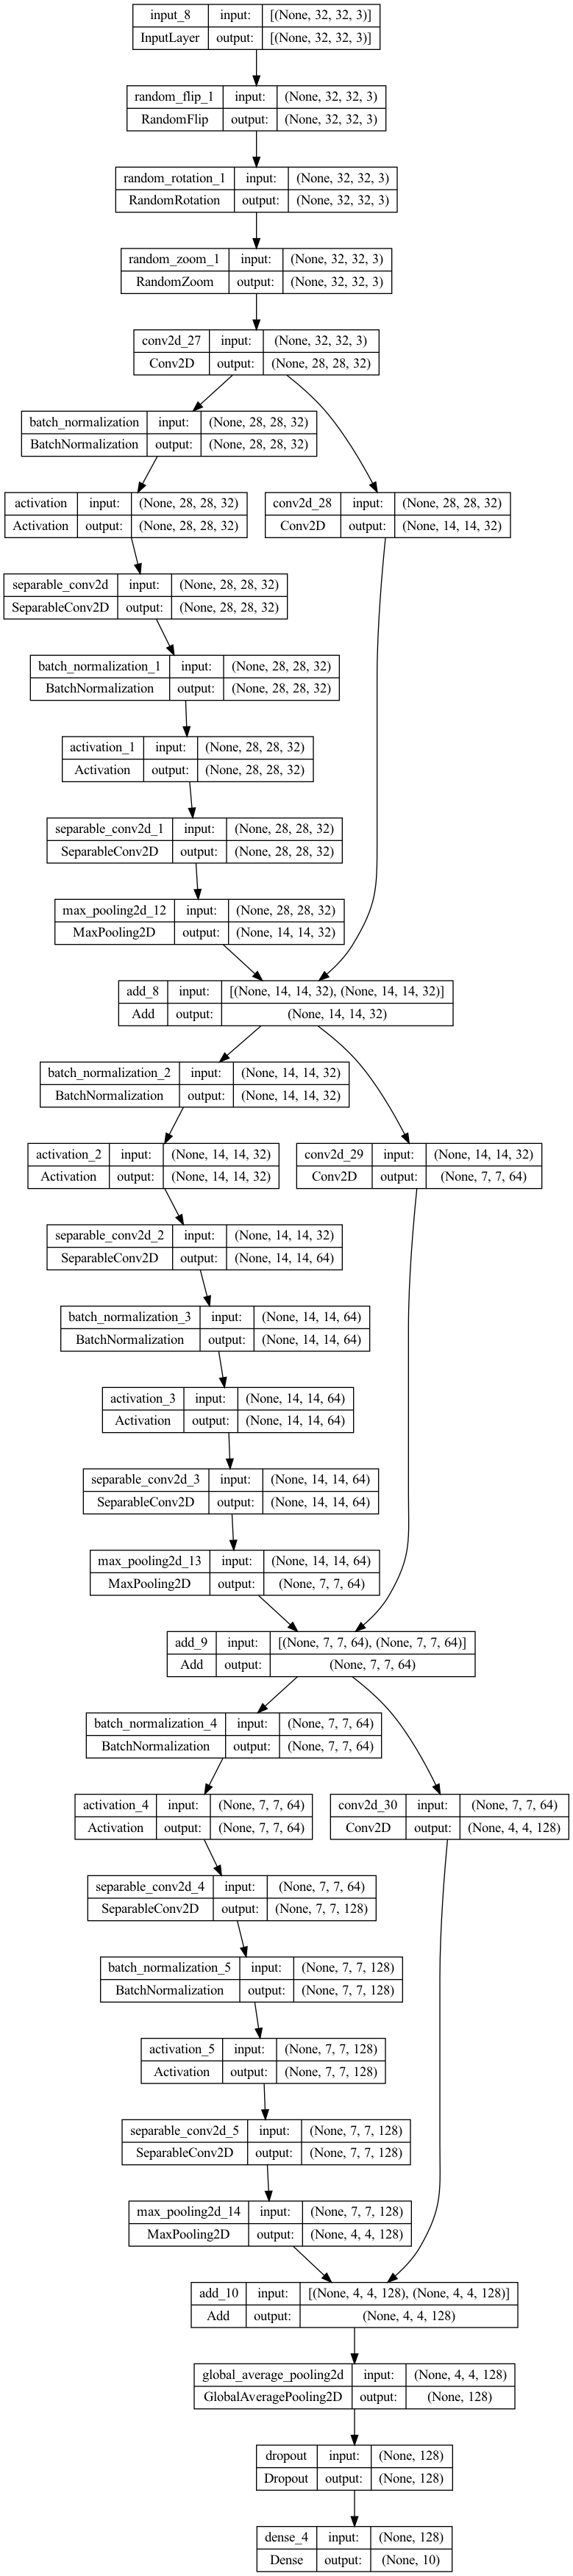 input_8 input: [(None, 32, 32, 3)]
InputLayer output: [(None, 32, 32, 3)]
random_flip_1 input: (None, 32, 32, 3)
RandomFlip output: (None, 32, 32, 3)
random_rotation_1 input: (None, 32, 32, 3)
RandomRotation output: (None, 32, 32, 3)
random_zoom_1 input: (None, 32, 32, 3)
RandomZoom output: (None, 32, 32, 3)
conv2d_27 input: (None, 32, 32, 3)
Conv2D output: (None, 28, 28, 32)
batch_normalization input: (None, 28, 28, 32)
BatchNormalization output: (None, 28, 28, 32)
activation input: (None, 28, 28, 32)
Activation output: (None, 28, 28, 32)
conv2d_28 input: (None, 28, 28, 32)
Conv2D output: (None, 14, 14, 32)
separable_conv2d input: (None, 28, 28, 32)
SeparableConv2D output: (None, 28, 28, 32)
batch_normalization_1 input: (None, 28, 28, 32)
BatchNormalization output: (None, 28, 28, 32)
activation_1 input: (None, 28, 28, 32)
Activation output: (None, 28, 28, 32)
separable_conv2d_1 input: (None, 28, 28, 32)
SeparableConv2D output: (None, 28, 28, 32)
max_pooling2d_12 input: (None, 28, 28, 32)
MaxPooling2D output: (None, 14, 14, 32)
add_8 input: [(None, 14, 14, 32), (None, 14, 14, 32)]
Add output: (None, 14, 14, 32)
batch_normalization_2 input: (None, 14, 14, 32)
BatchNormalization output: (None, 14, 14, 32)
activation_2 input: (None, 14, 14, 32)
Activation output: (None, 14, 14, 32)
conv2d_29 input: (None, 14, 14, 32)
Conv2D output: (None, 7, 7, 64)
separable_conv2d_2 input: (None, 14, 14, 32)
SeparableConv2D output: (None, 14, 14, 64)
batch_normalization_3 input: (None, 14, 14, 64)
BatchNormalization output: (None, 14, 14, 64)
activation_3 input: (None, 14, 14, 64)
Activation output: (None, 14, 14, 64)
separable_conv2d_3 input: (None, 14, 14, 64)
SeparableConv2D output: (None, 14, 14, 64)
max_pooling2d_13 input: (None, 14, 14, 64)
MaxPooling2D output: (None, 7, 7, 64)
add_9 input: [(None, 7, 7, 64), (None, 7, 7, 64)]
Add output: (None, 7, 7, 64)
batch_normalization_4 input: (None, 7, 7, 64)
BatchNormalization output: (None, 7, 7, 64)
activation_4 input: (None, 7, 7, 64)
Activation output: (None, 7, 7, 64)
conv2d_30 input: (None, 7, 7, 64)
Conv2D output: (None, 4, 4, 128)
separable_conv2d_4 input: (None, 7, 7, 64)
SeparableConv2D output: (None, 7, 7, 128)
batch_normalization_5 input: (None, 7, 7, 128)
BatchNormalization output: (None, 7, 7, 128)
activation_5 input: (None, 7, 7, 128)
Activation output: (None, 7, 7, 128)
separable_conv2d_5 input: (None, 7, 7, 128)
SeparableConv2D output: (None, 7, 7, 128)
max_pooling2d_14 input: (None, 7, 7, 128)
MaxPooling2D output: (None, 4, 4, 128)
add_10 input: [(None, 4, 4, 128), (None, 4, 4, 128)]
Add output: (None, 4, 4, 128)
global_average_pooling2d input: (None, 4, 4, 128)
GlobalAveragePooling2D output: (None, 128)
dropout input: (None, 128)
Dropout output: (None, 128)
dense_4 input: (None, 128)
Dense output: (None, 10)